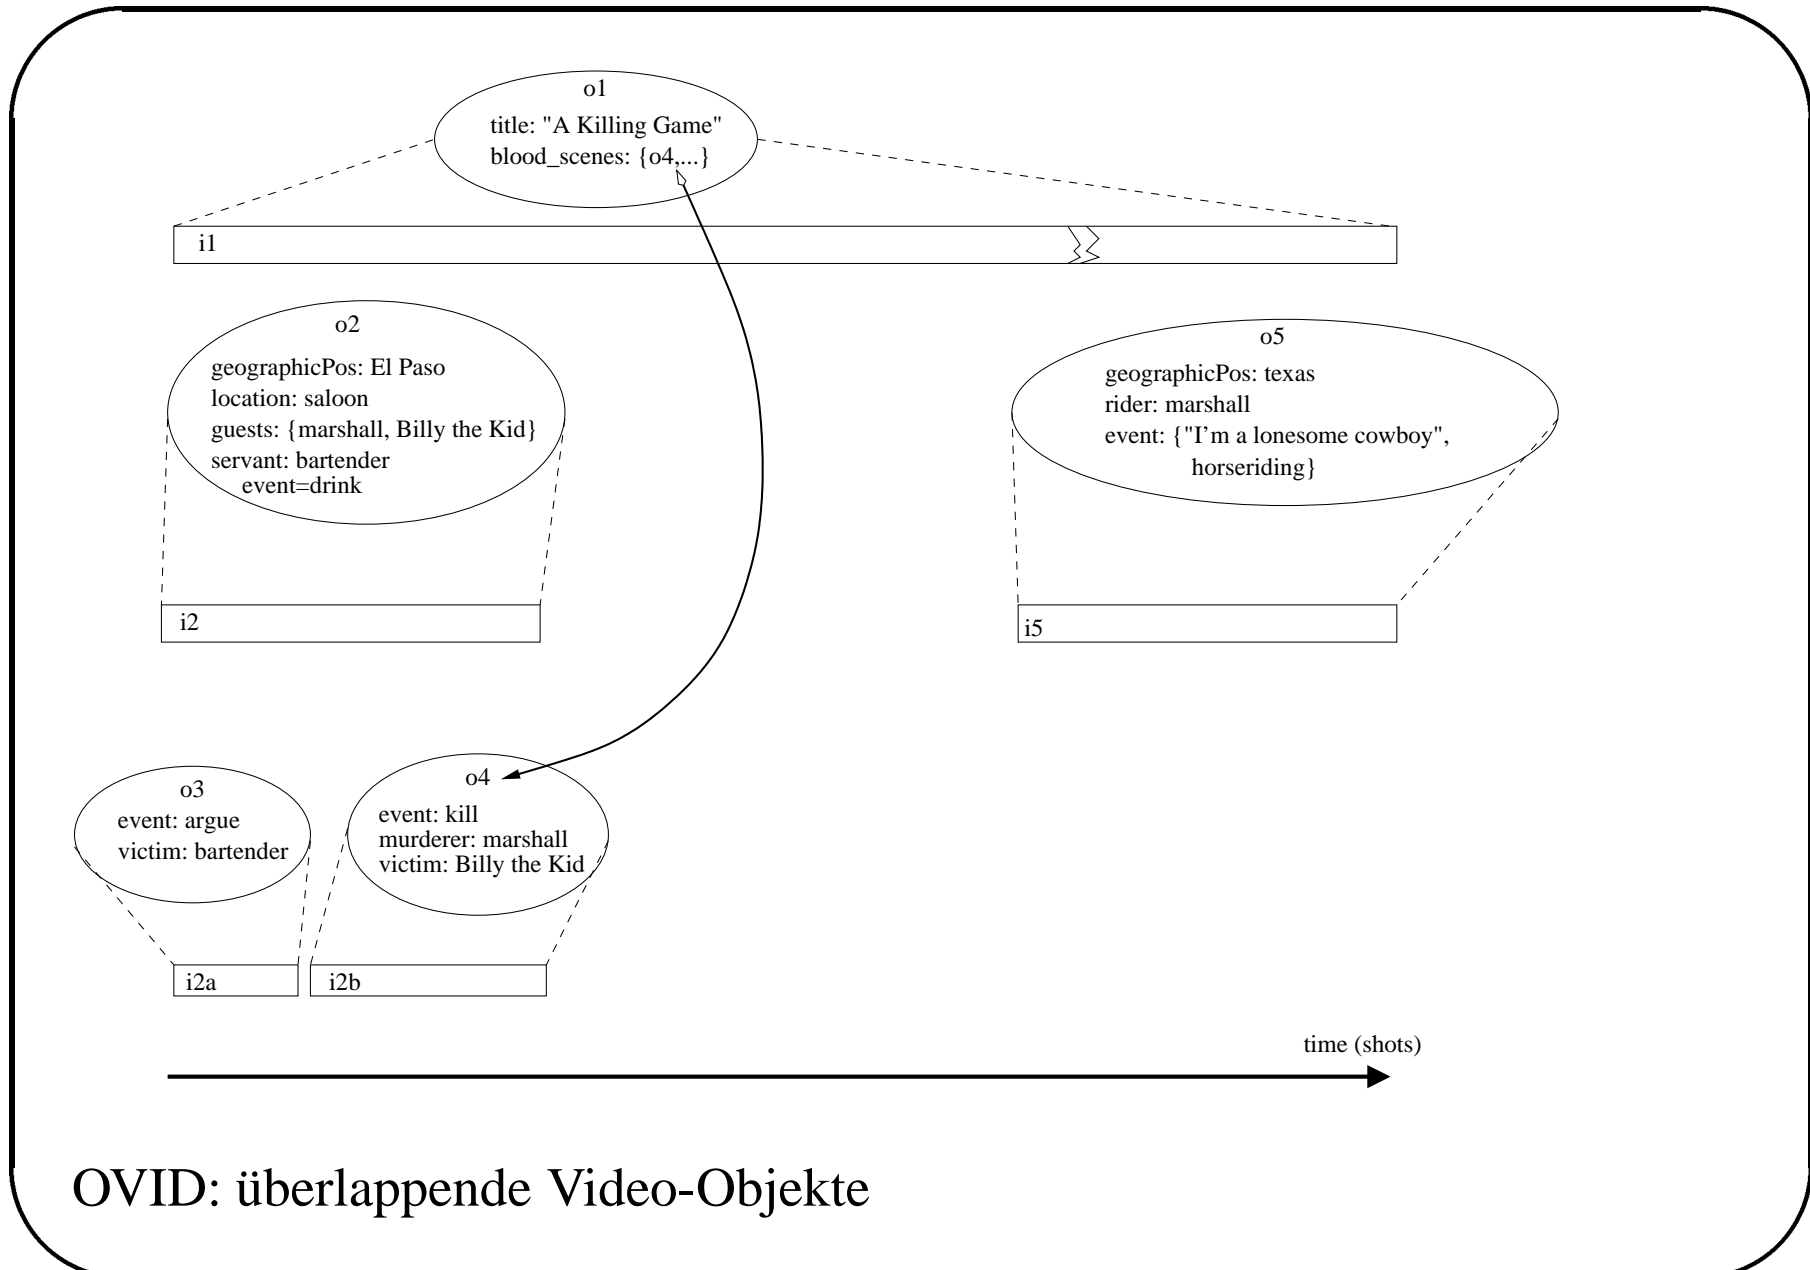 o1
title: "A Killing Game"
blood_scenes: {o4,...}
i1
o2
geographicPos: El Paso
location: saloon
guests: {marshall, Billy the Kid}
servant: bartender
event=drink
o5
geographicPos: texas
rider: marshall
event: {"I'm a lonesome cowboy",
horseriding}
i2
i5
o3
event: argue
victim: bartender
o4
event: kill
murderer: marshall
victim: Billy the Kid
i2a
i2b
time (shots)
OVID: überlappende Video-Objekte